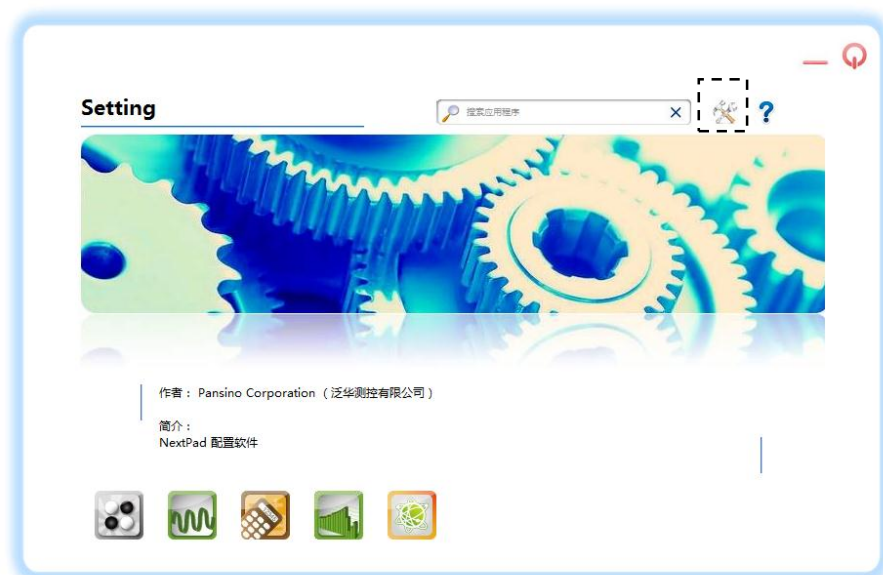 Setting
搜索应用程序
作者： Pansino Corporation （泛华测控有限公司）
简介：
NextPad 配置软件